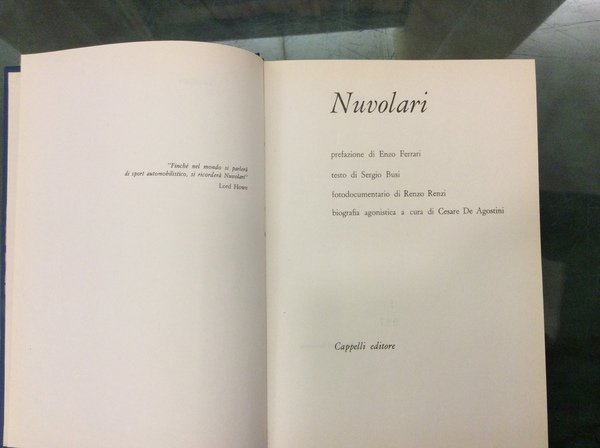 "Finchè nel mondo si parlerà
di sport automobilistico, si ricorderà Nuvolari"
Lord Howe
Nuvolari
prefazione di Enzo Ferrari
testo di Sergio Busi
fotodocumentario di Renzo Renzi
biografia agonistica a cura di Cesare De Agostini
Cappelli editore